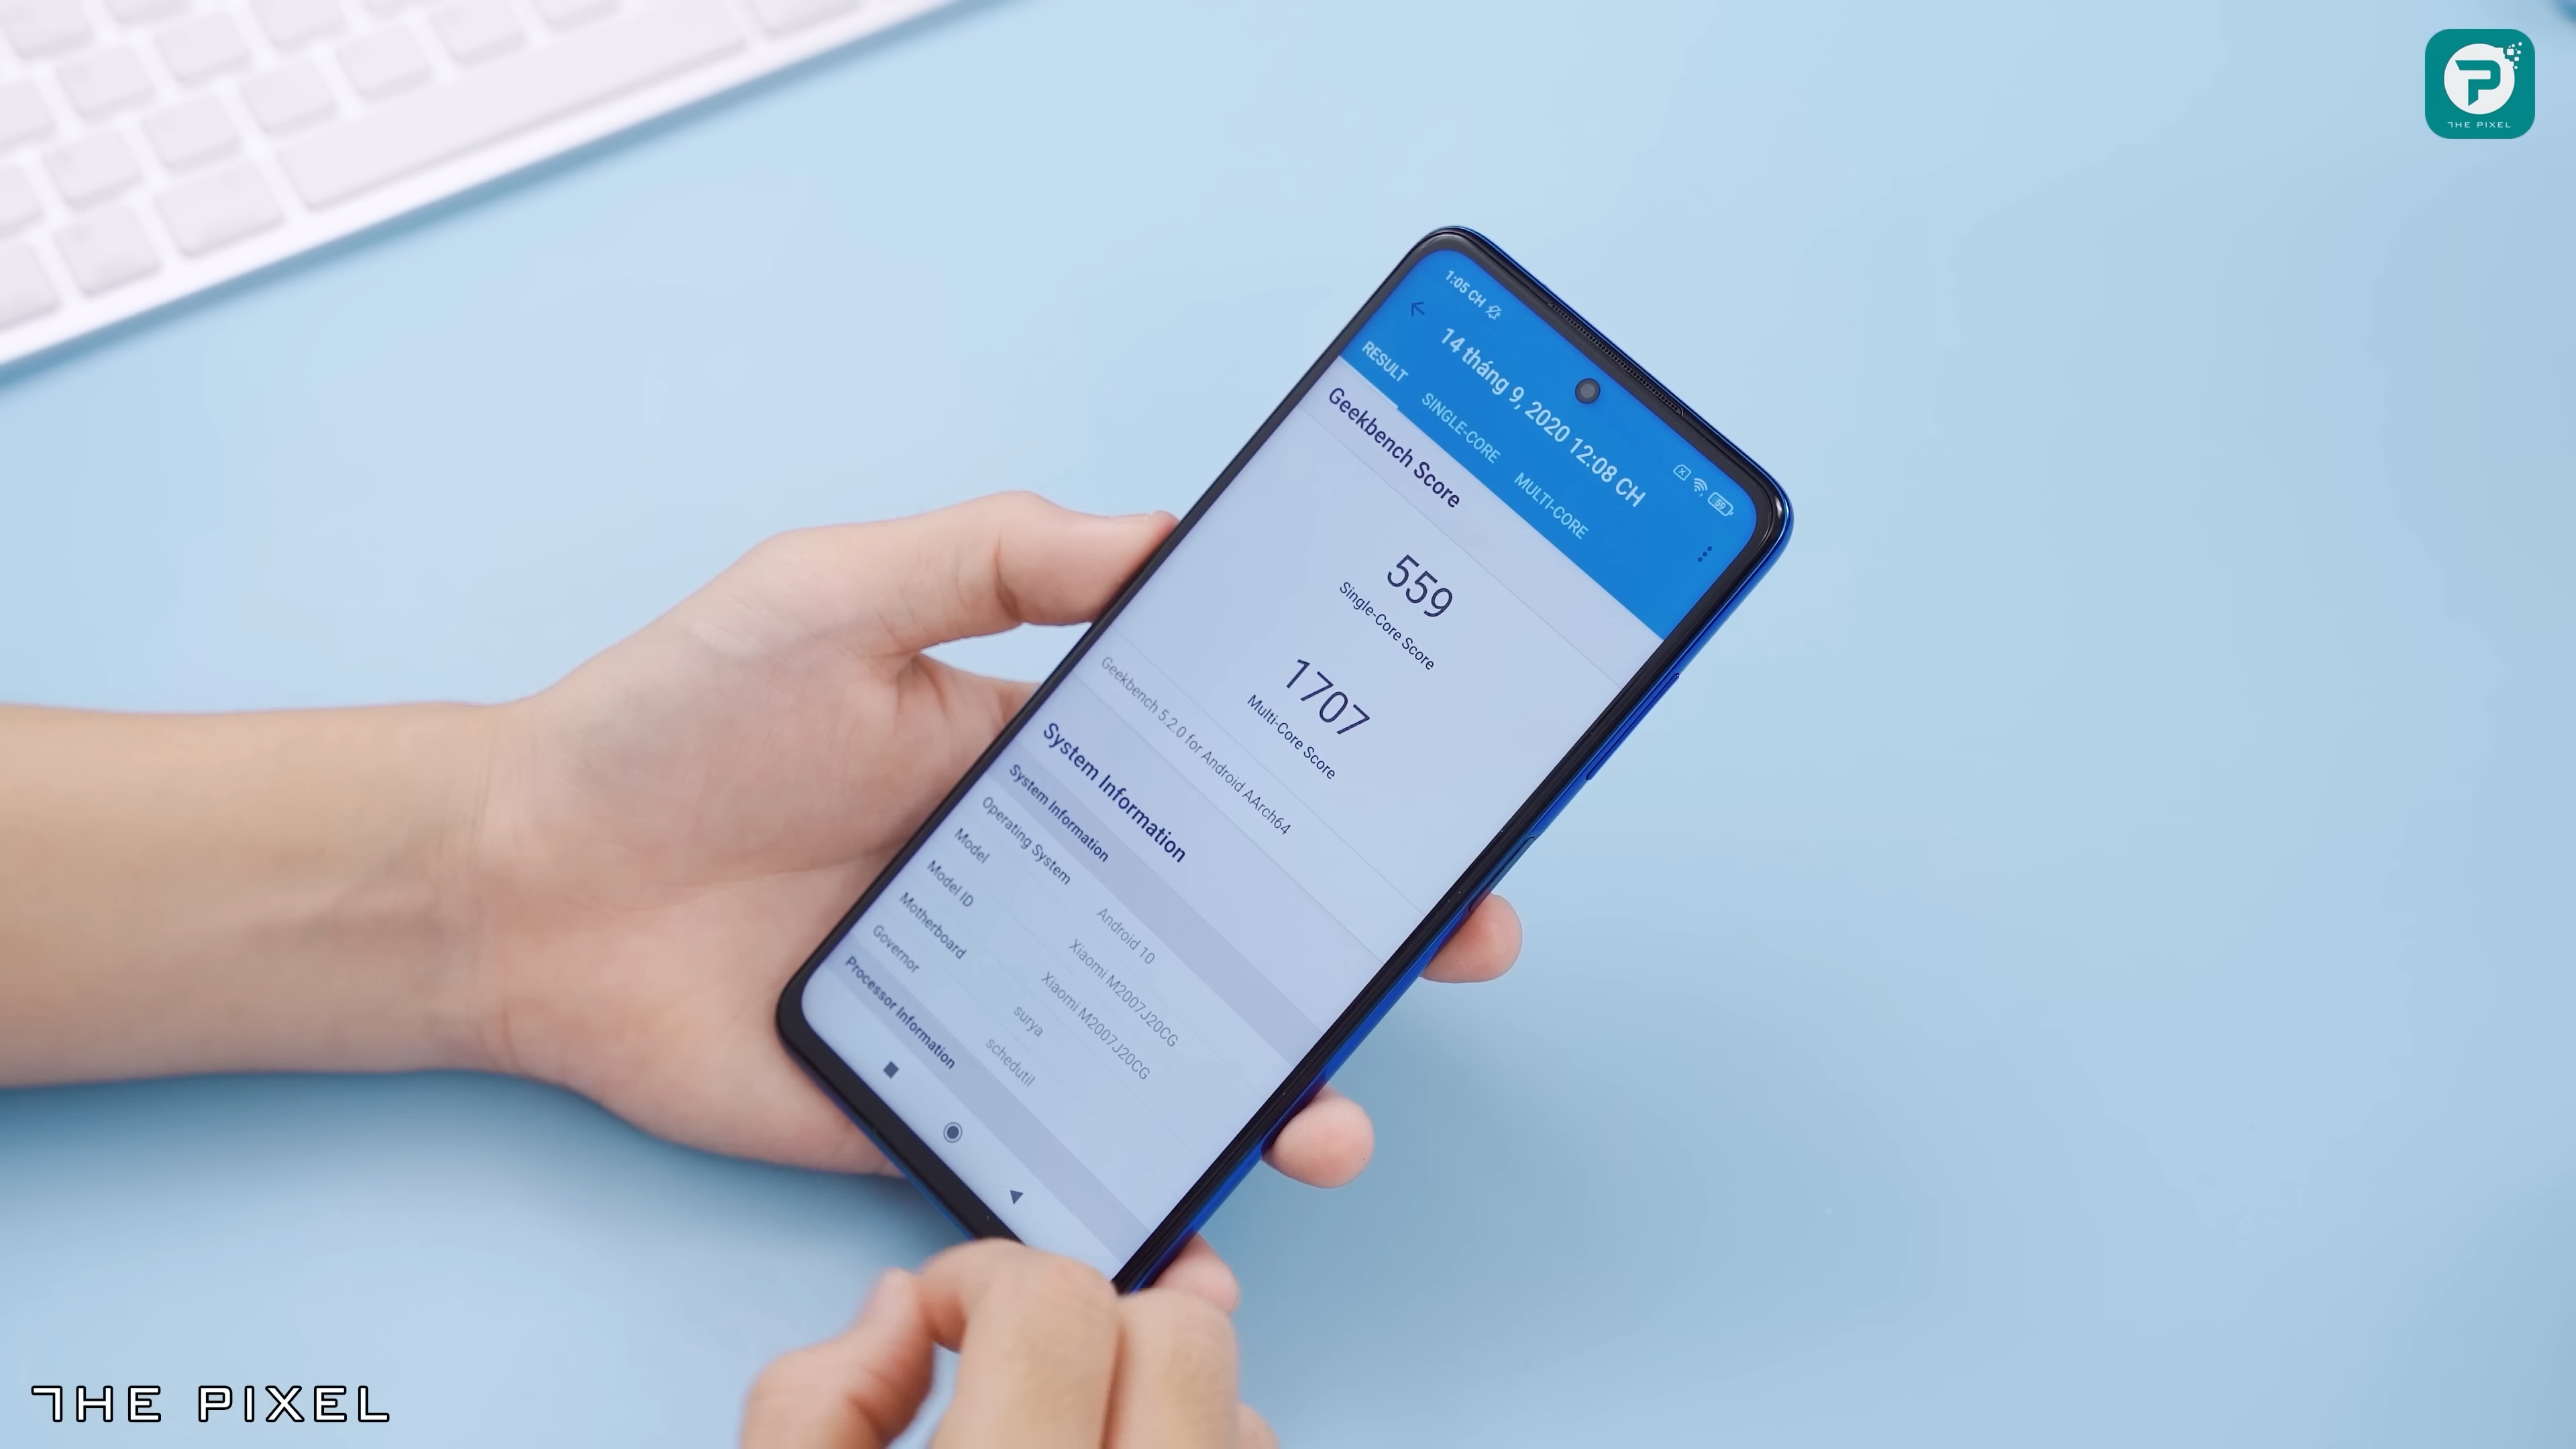 THE PIXEL
1:05 CH
59
14 tháng 9, 2020 12:08 CH
RESULT SINGLE-CORE MULTI-CORE
Geekbench Score
559
Single-Core Score
1707
Multi-Core Score
Geekbench 5.2.0 for Android AArch64
System Information
System Information
Operating System Android 10
Model Xiaomi M2007J20CG
Model ID Xiaomi M2007J20CG
Motherboard surya
Governor schedutil
Processor Information
THE PIXEL